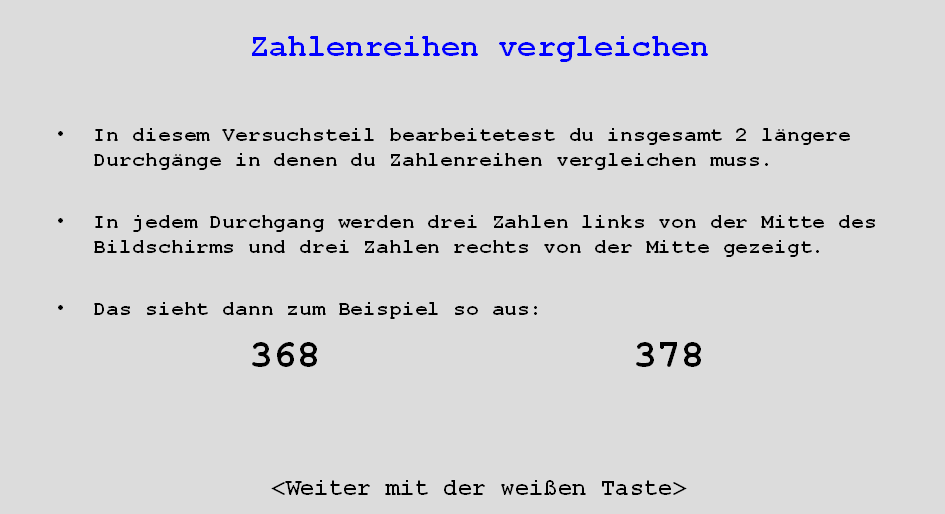 Zahlenreihen vergleichen
• In diesem Versuchsteil bearbeitetest du insgesamt 2 längere
Durchgänge in denen du Zahlenreihen vergleichen muss.
• In jedem Durchgang werden drei Zahlen links von der Mitte des
Bildschirms und drei Zahlen rechts von der Mitte gezeigt.
• Das sieht dann zum Beispiel so aus:
368 378
<Weiter mit der weißen Taste>